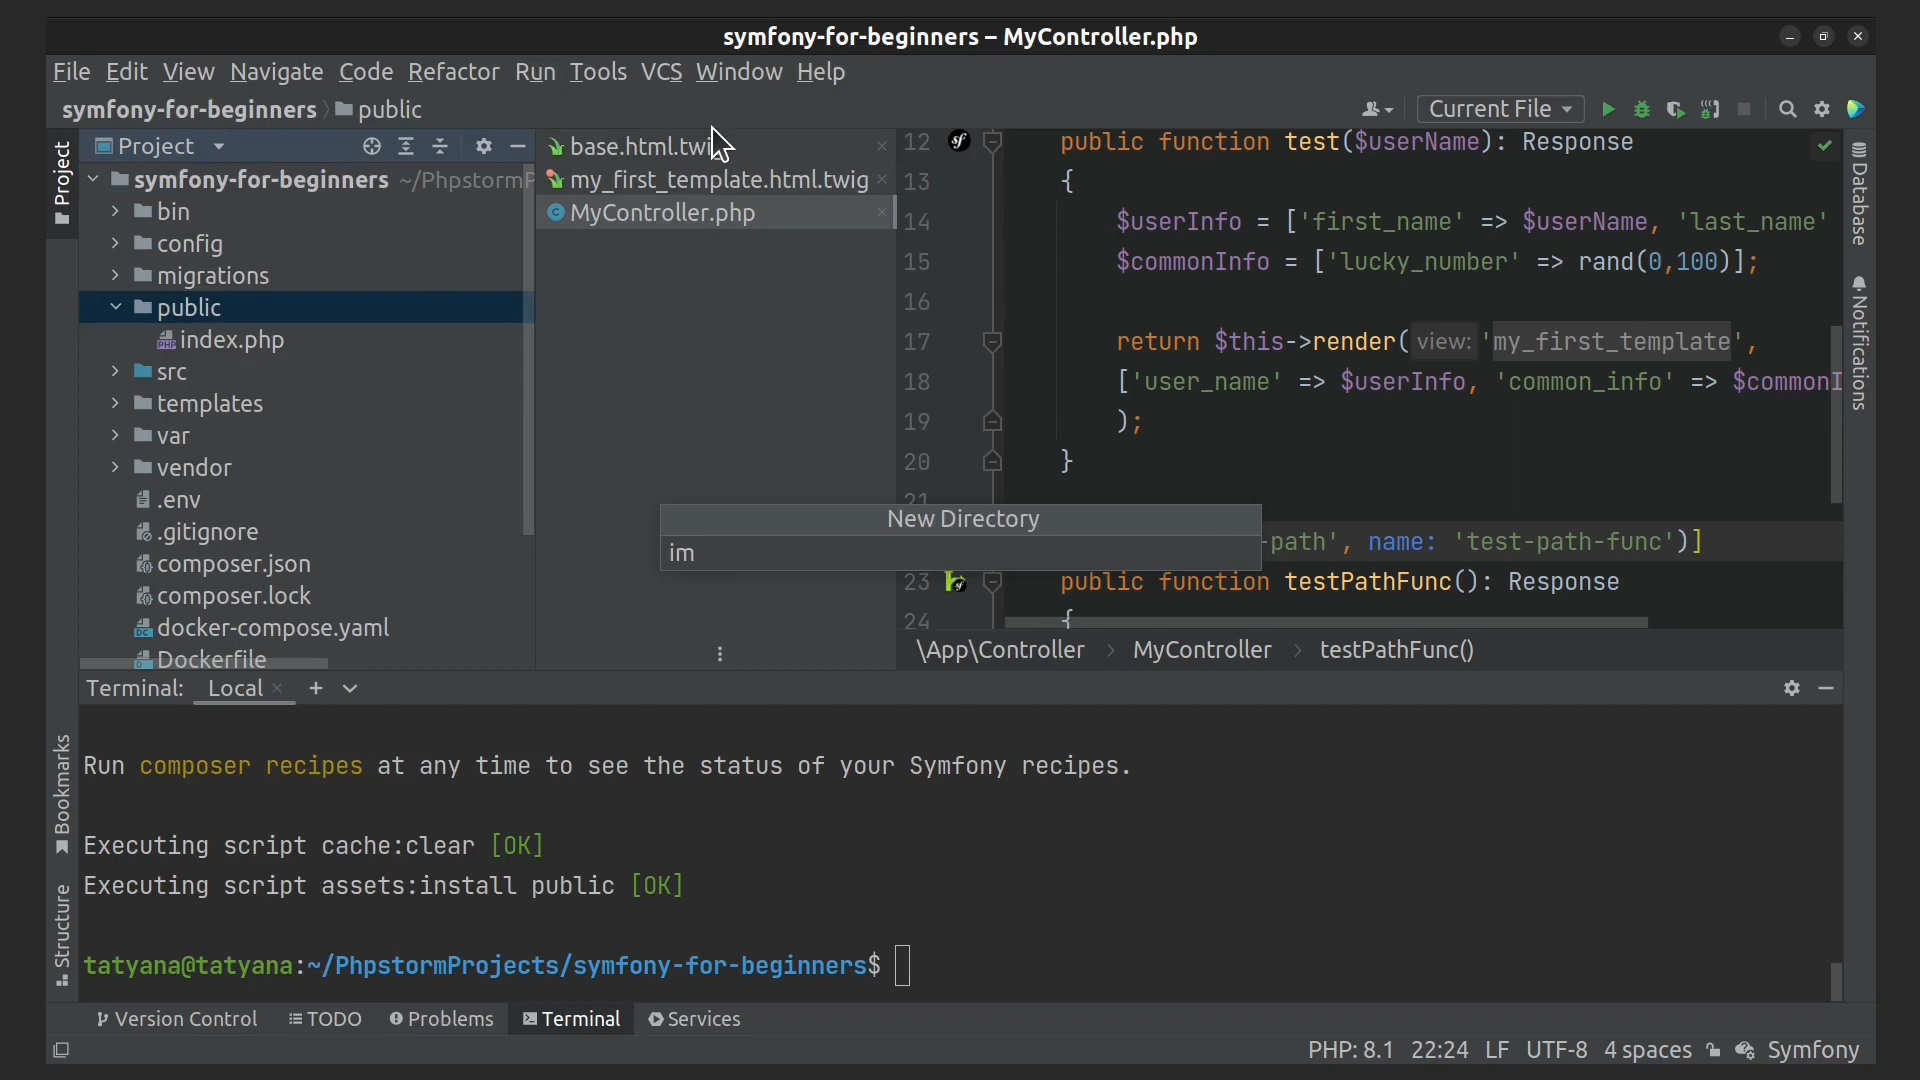 symfony-for-beginners – MyController.php
File Edit View Navigate Code Refactor Run Tools VCS Window Help
symfony-for-beginners public
Current File
Project
Project
symfony-for-beginners ~/PhpstormP
bin
config
migrations
public
index.php
src
templates
var
vendor
.env
.gitignore
composer.json
composer.lock
docker-compose.yaml
Dockerfile
base.html.twi
my_first_template.html.twig
MyController.php
12 public function test($userName): Response
13 {
14 $userInfo = ['first_name' => $userName, 'last_name'
15 $commonInfo = ['lucky_number' => rand(0,100)];
16
17 return $this->render( view: 'my_first_template',
18 ['user_name' => $userInfo, 'common_info' => $commonI
19 );
20 }
21
New Directory
im
-path', name: 'test-path-func')]
23 public function testPathFunc(): Response
24 {
\App\Controller MyController testPathFunc()
Database
Notifications
Terminal: Local
Run composer recipes at any time to see the status of your Symfony recipes.
Executing script cache:clear [OK]
Executing script assets:install public [OK]
tatyana@tatyana:~/PhpstormProjects/symfony-for-beginners$
Bookmarks
Structure
Version Control TODO Problems Terminal Services
PHP: 8.1 22:24 LF UTF-8 4 spaces Symfony